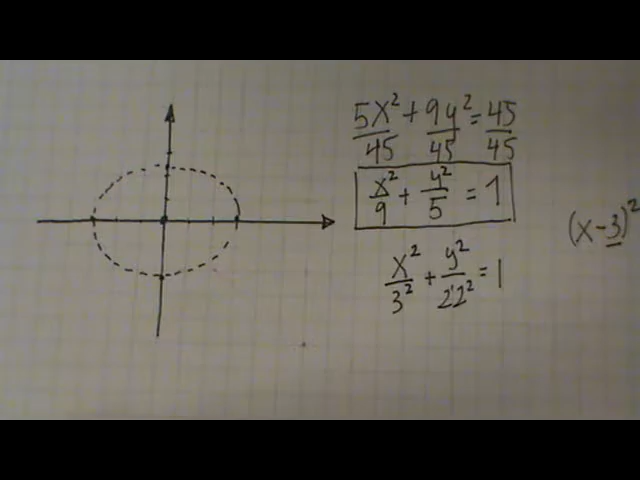 5x²/45 + 9y²/45 = 45/45
x²/9 + y²/5 = 1
(x-3)²
x²/3² + y²/2'2² = 1